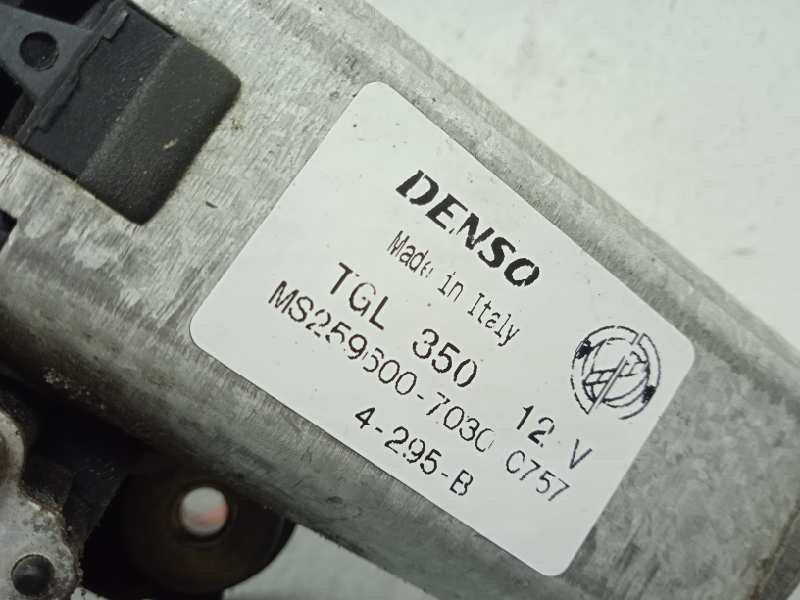 DENSO
Made in Italy
TGL 350 12 V
MS259600-7030 C757
4-295-B